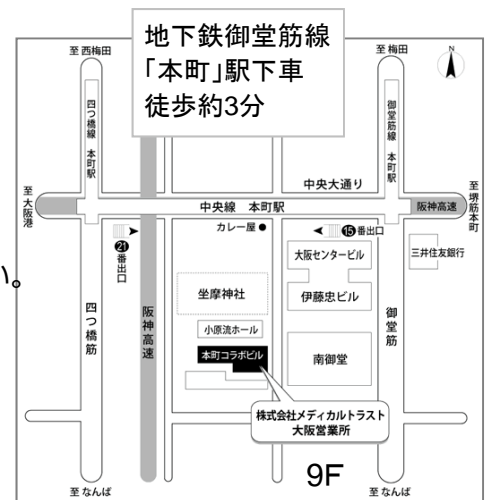 地下鉄御堂筋線
「本町」駅下車
徒歩約3分
至 西梅田
至 梅田
N
四つ橋線 本町駅
御堂筋線 本町駅
至 大阪港
中央大通り
至 堺筋本町
中央線 本町駅
阪神高速
カレー屋
⑮番出口
㉑番出口
大阪センタービル
三井住友銀行
い。
坐摩神社
伊藤忠ビル
四つ橋筋
阪神高速
御堂筋
小原流ホール
本町コラボビル
南御堂
株式会社メディカルトラスト
大阪営業所
9F
至 なんば
至 なんば